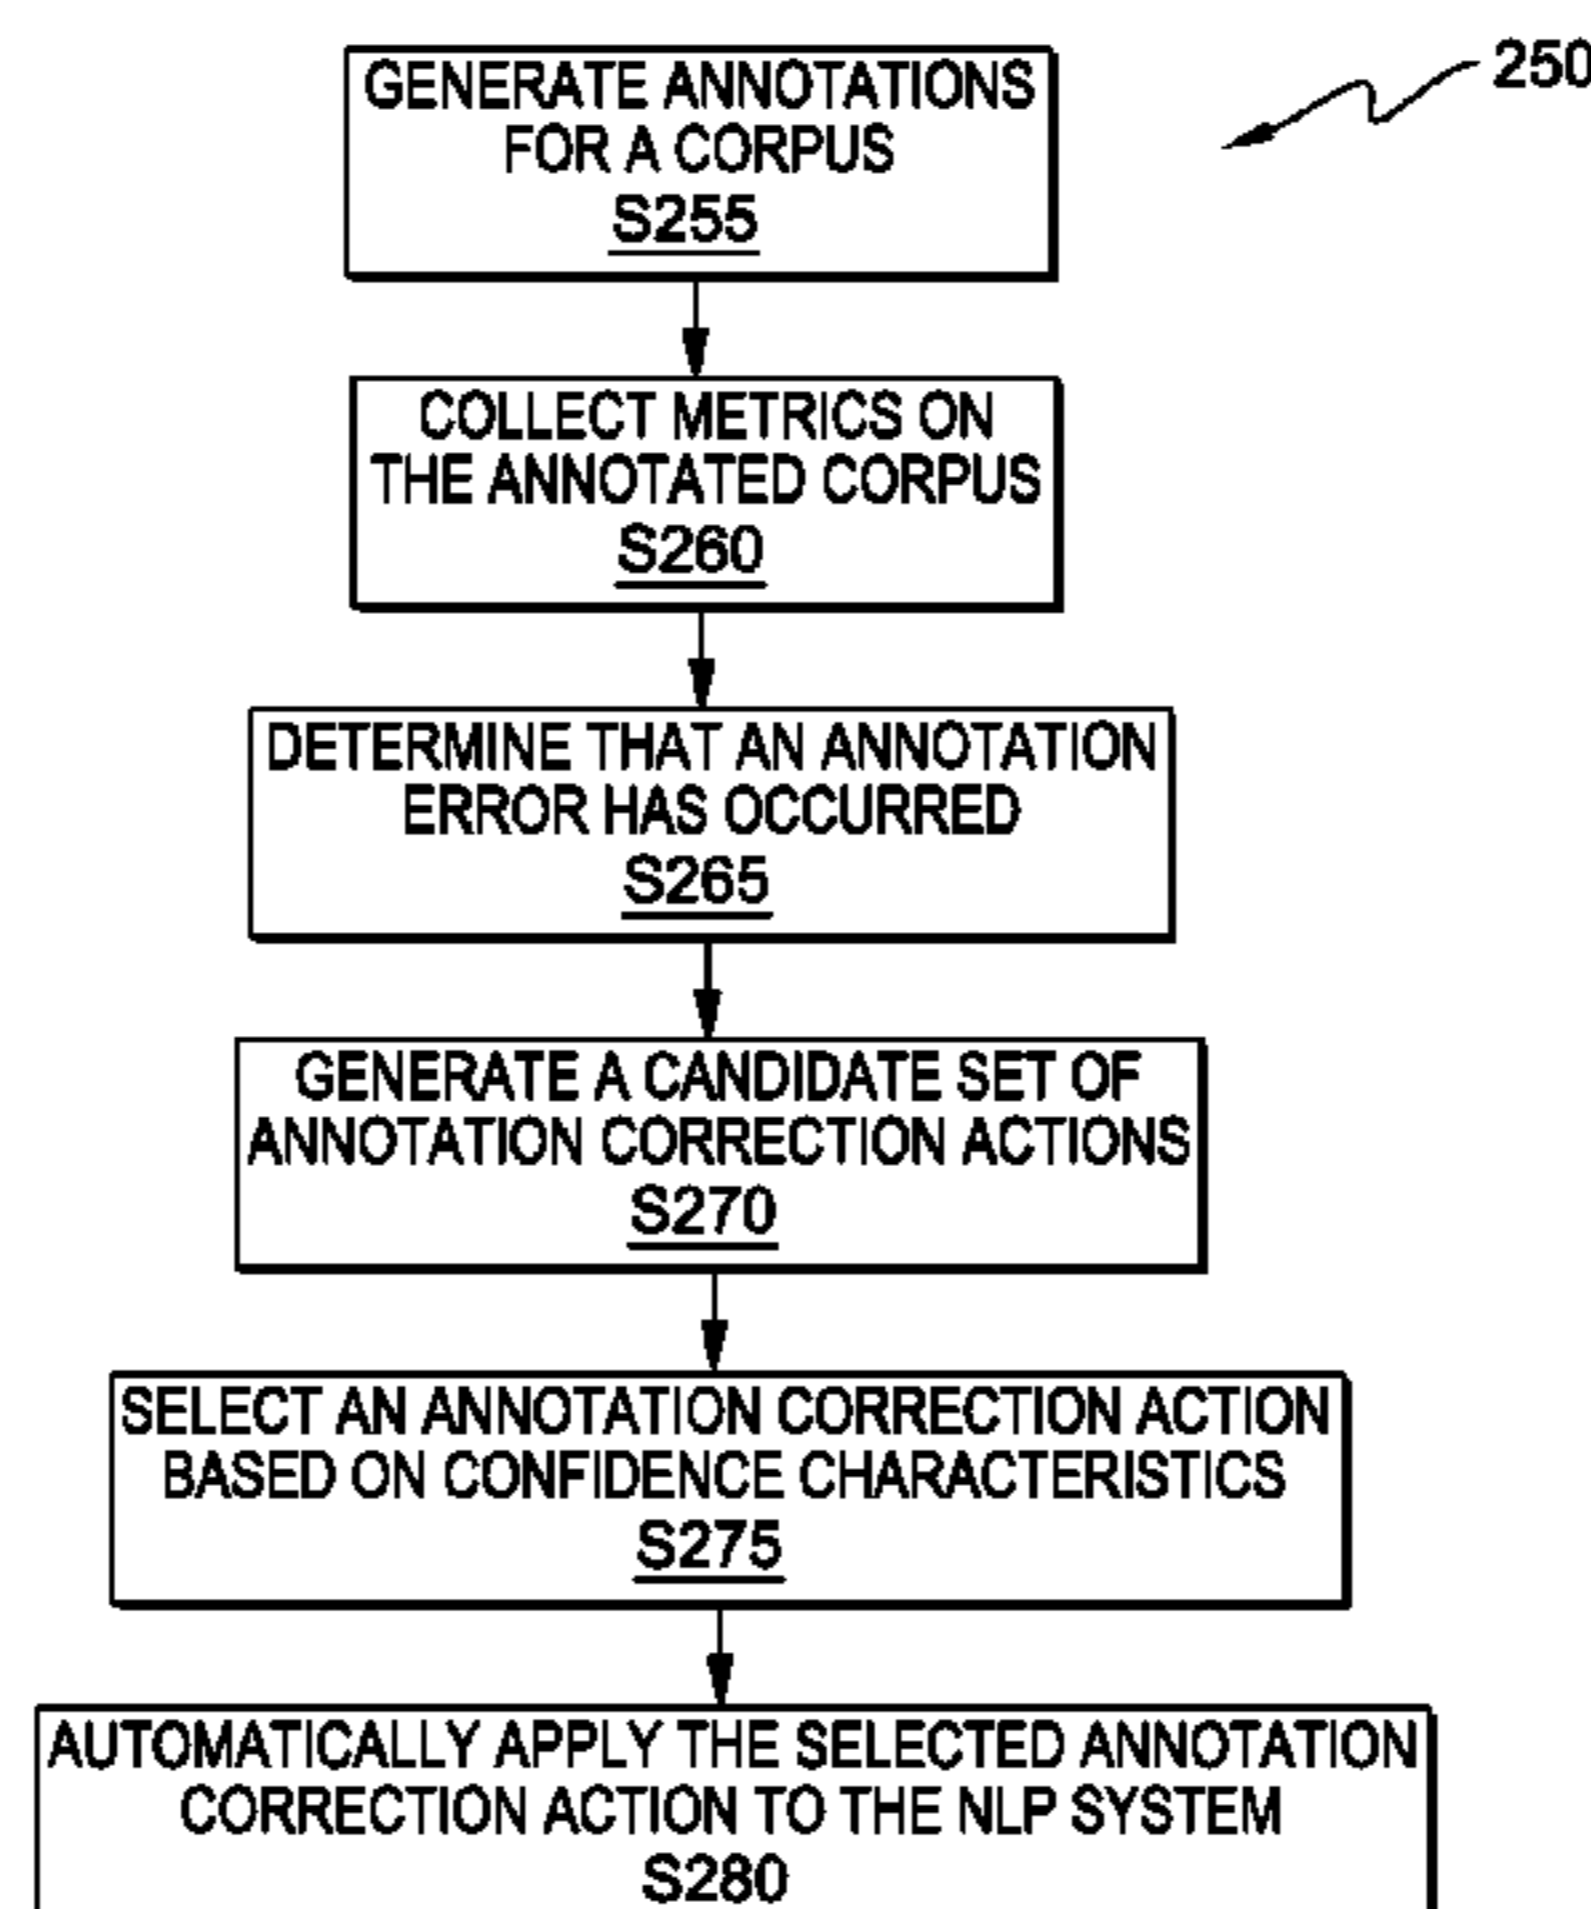 250
GENERATE ANNOTATIONS
FOR A CORPUS
S255
COLLECT METRICS ON
THE ANNOTATED CORPUS
S260
DETERMINE THAT AN ANNOTATION
ERROR HAS OCCURRED
S265
GENERATE A CANDIDATE SET OF
ANNOTATION CORRECTION ACTIONS
S270
SELECT AN ANNOTATION CORRECTION ACTION
BASED ON CONFIDENCE CHARACTERISTICS
S275
AUTOMATICALLY APPLY THE SELECTED ANNOTATION
CORRECTION ACTION TO THE NLP SYSTEM
S280